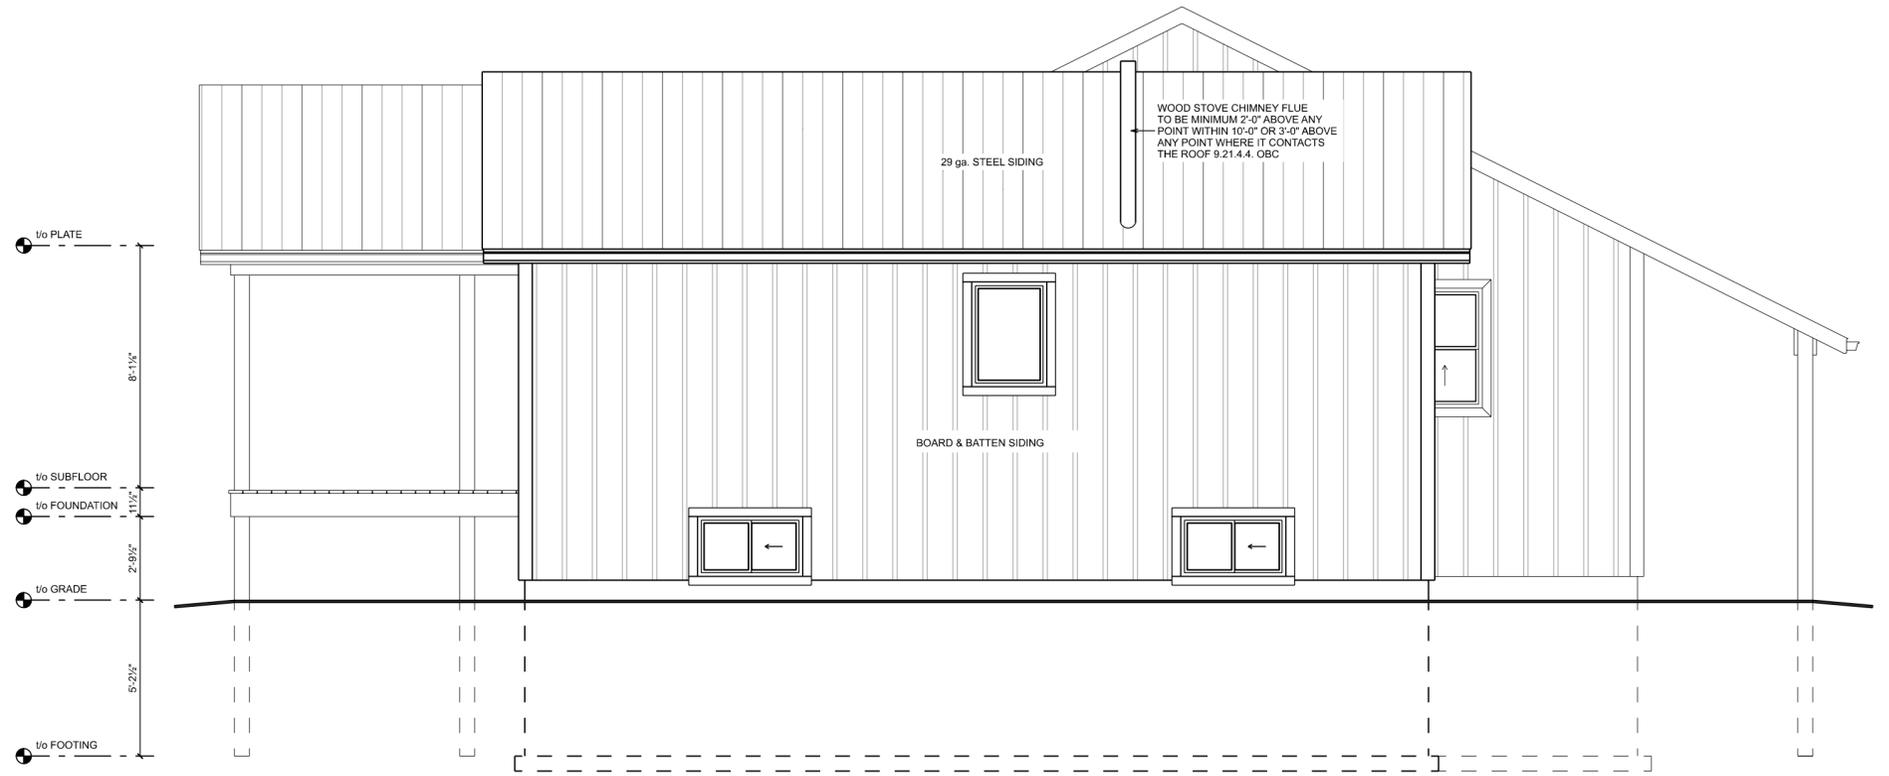 WOOD STOVE CHIMNEY FLUE
TO BE MINIMUM 2'-0" ABOVE ANY
POINT WITHIN 10'-0" OR 3'-0" ABOVE
ANY POINT WHERE IT CONTACTS
THE ROOF 9.21.4.4. OBC
29 ga. STEEL SIDING
t/o PLATE
8'-1⅛"
BOARD & BATTEN SIDING
t/o SUBFLOOR
11½"
t/o FOUNDATION
2'-9½"
t/o GRADE
5'-2½"
t/o FOOTING